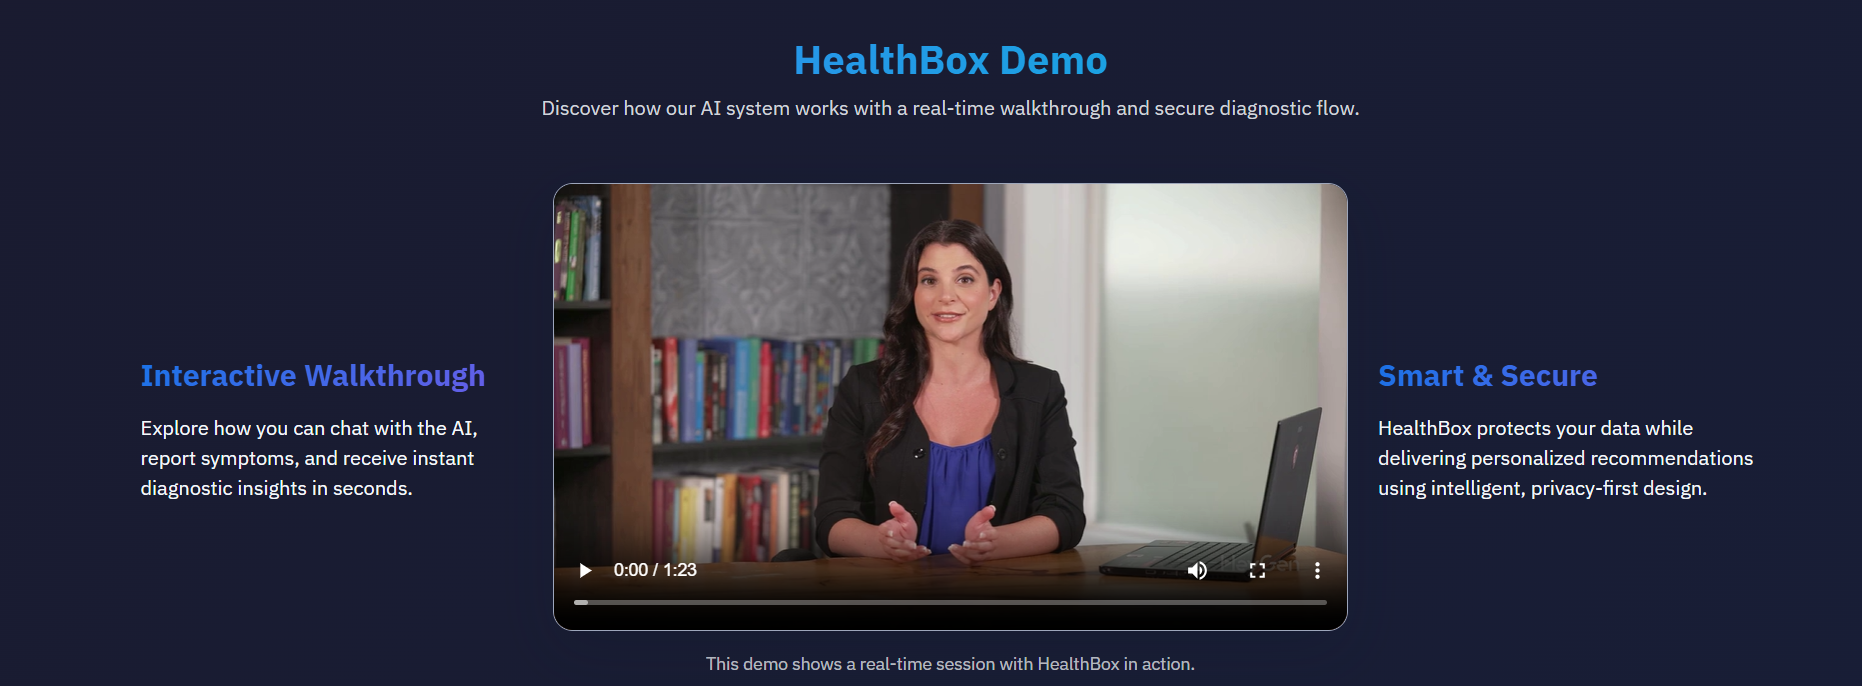 HealthBox Demo
Discover how our AI system works with a real-time walkthrough and secure diagnostic flow.
Interactive Walkthrough
Explore how you can chat with the AI,
report symptoms, and receive instant
diagnostic insights in seconds.
0:00 / 1:23
Smart & Secure
HealthBox protects your data while
delivering personalized recommendations
using intelligent, privacy-first design.
This demo shows a real-time session with HealthBox in action.